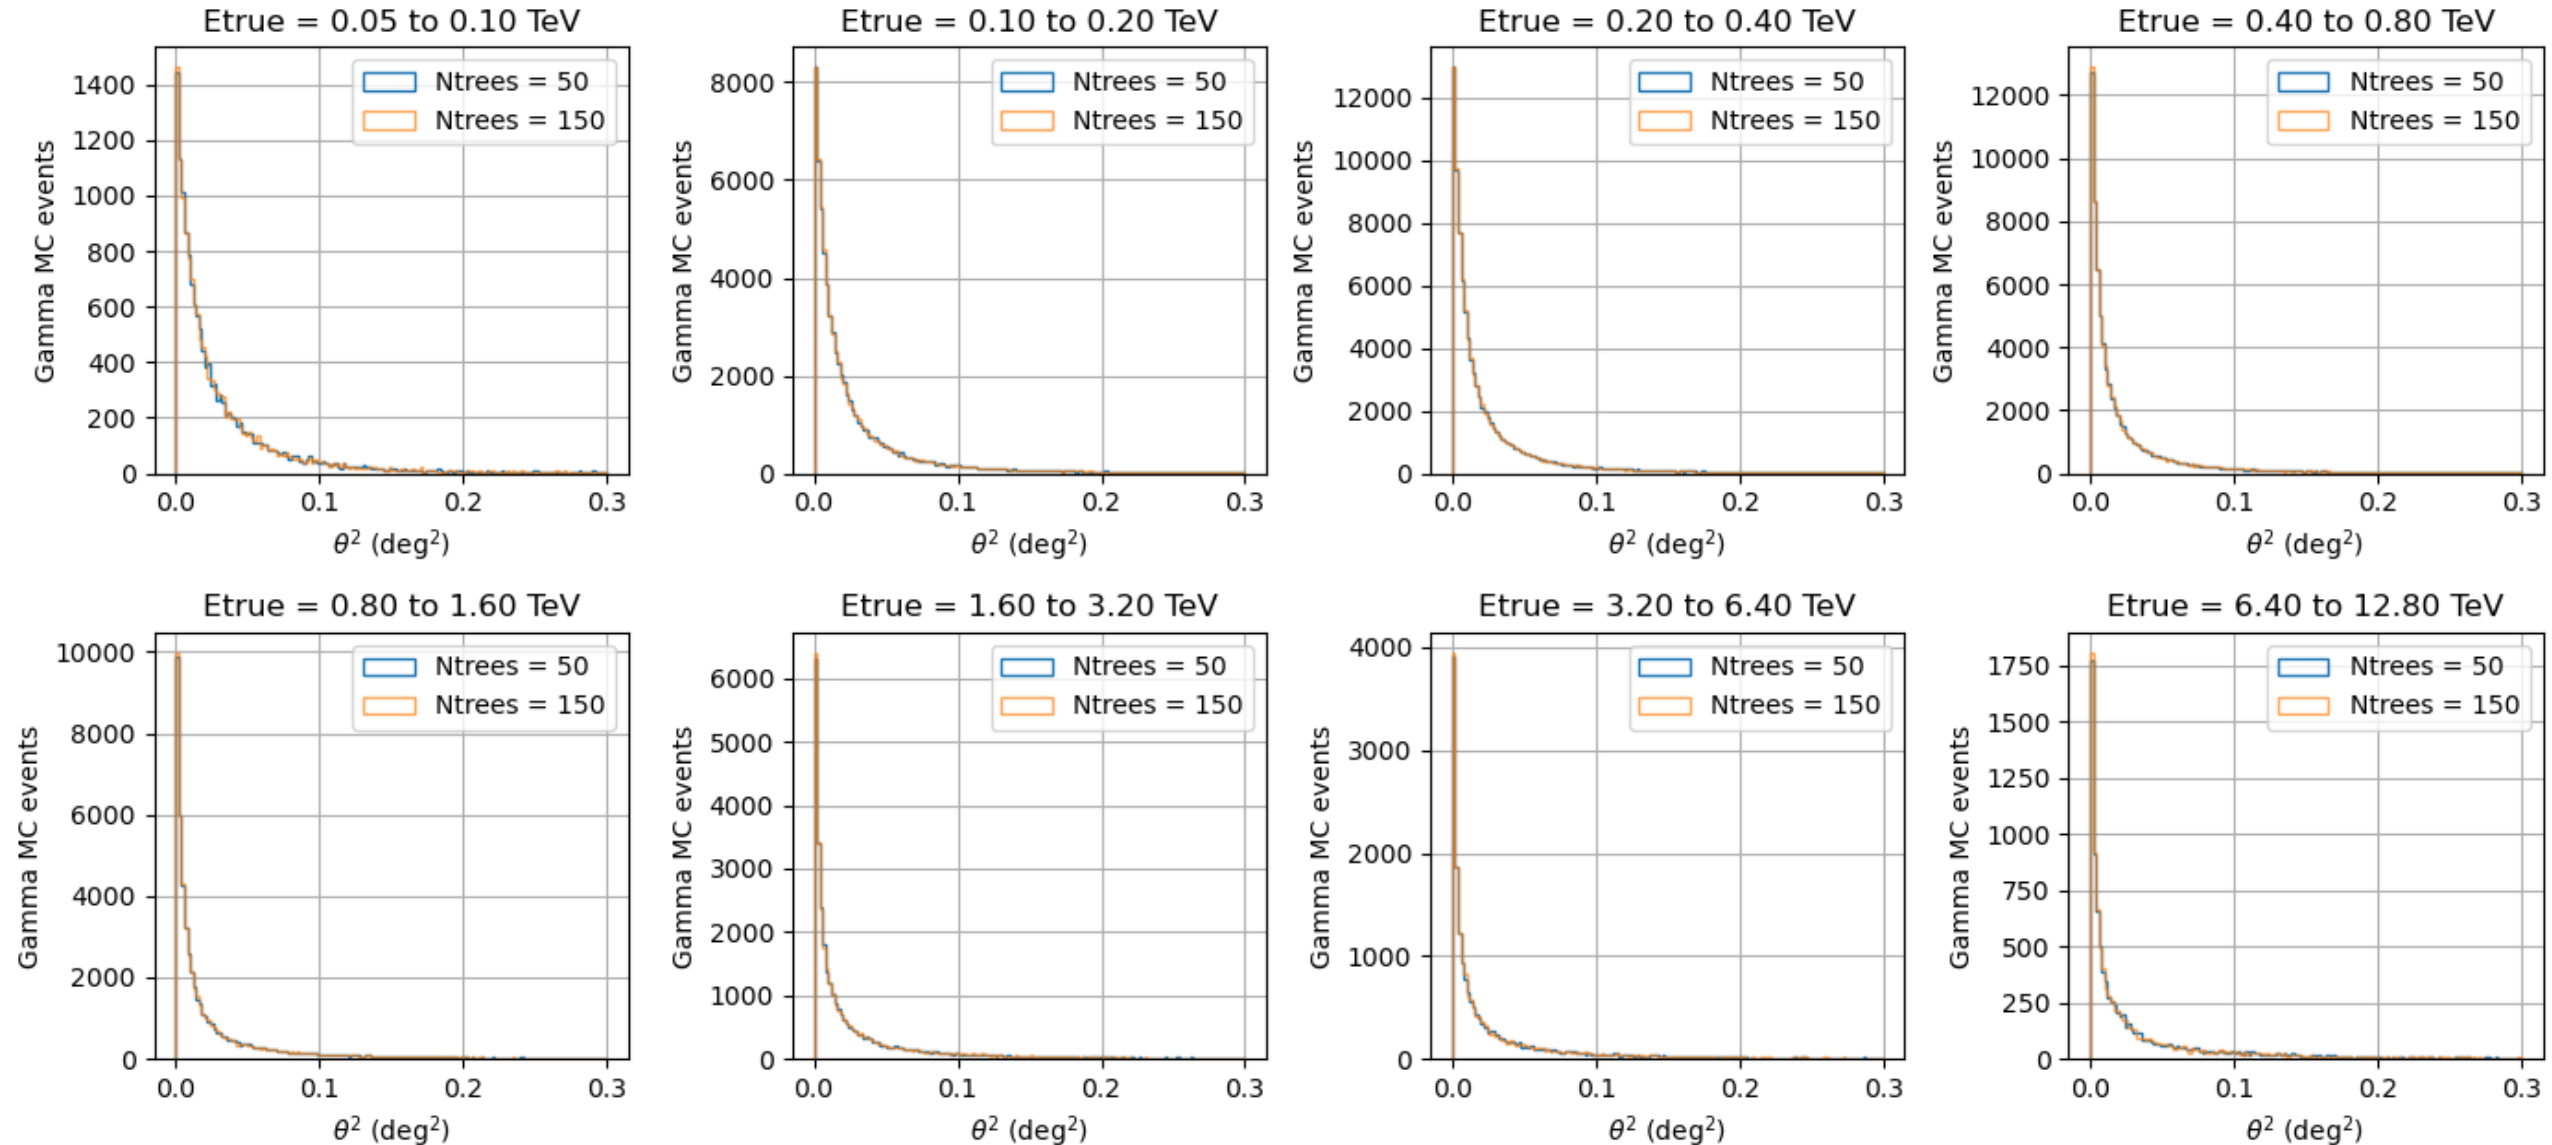 Etrue = 0.05 to 0.10 TeV
Gamma MC events
1400
1200
1000
800
600
400
200
0
Ntrees = 50
Ntrees = 150
0.0 0.1 0.2 0.3
θ² (deg²)
Etrue = 0.10 to 0.20 TeV
Gamma MC events
8000
6000
4000
2000
0
Ntrees = 50
Ntrees = 150
0.0 0.1 0.2 0.3
θ² (deg²)
Etrue = 0.20 to 0.40 TeV
Gamma MC events
12000
10000
8000
6000
4000
2000
0
Ntrees = 50
Ntrees = 150
0.0 0.1 0.2 0.3
θ² (deg²)
Etrue = 0.40 to 0.80 TeV
Gamma MC events
12000
10000
8000
6000
4000
2000
0
Ntrees = 50
Ntrees = 150
0.0 0.1 0.2 0.3
θ² (deg²)
Etrue = 0.80 to 1.60 TeV
Gamma MC events
10000
8000
6000
4000
2000
0
Ntrees = 50
Ntrees = 150
0.0 0.1 0.2 0.3
θ² (deg²)
Etrue = 1.60 to 3.20 TeV
Gamma MC events
6000
5000
4000
3000
2000
1000
0
Ntrees = 50
Ntrees = 150
0.0 0.1 0.2 0.3
θ² (deg²)
Etrue = 3.20 to 6.40 TeV
Gamma MC events
4000
3000
2000
1000
0
Ntrees = 50
Ntrees = 150
0.0 0.1 0.2 0.3
θ² (deg²)
Etrue = 6.40 to 12.80 TeV
Gamma MC events
1750
1500
1250
1000
750
500
250
0
Ntrees = 50
Ntrees = 150
0.0 0.1 0.2 0.3
θ² (deg²)